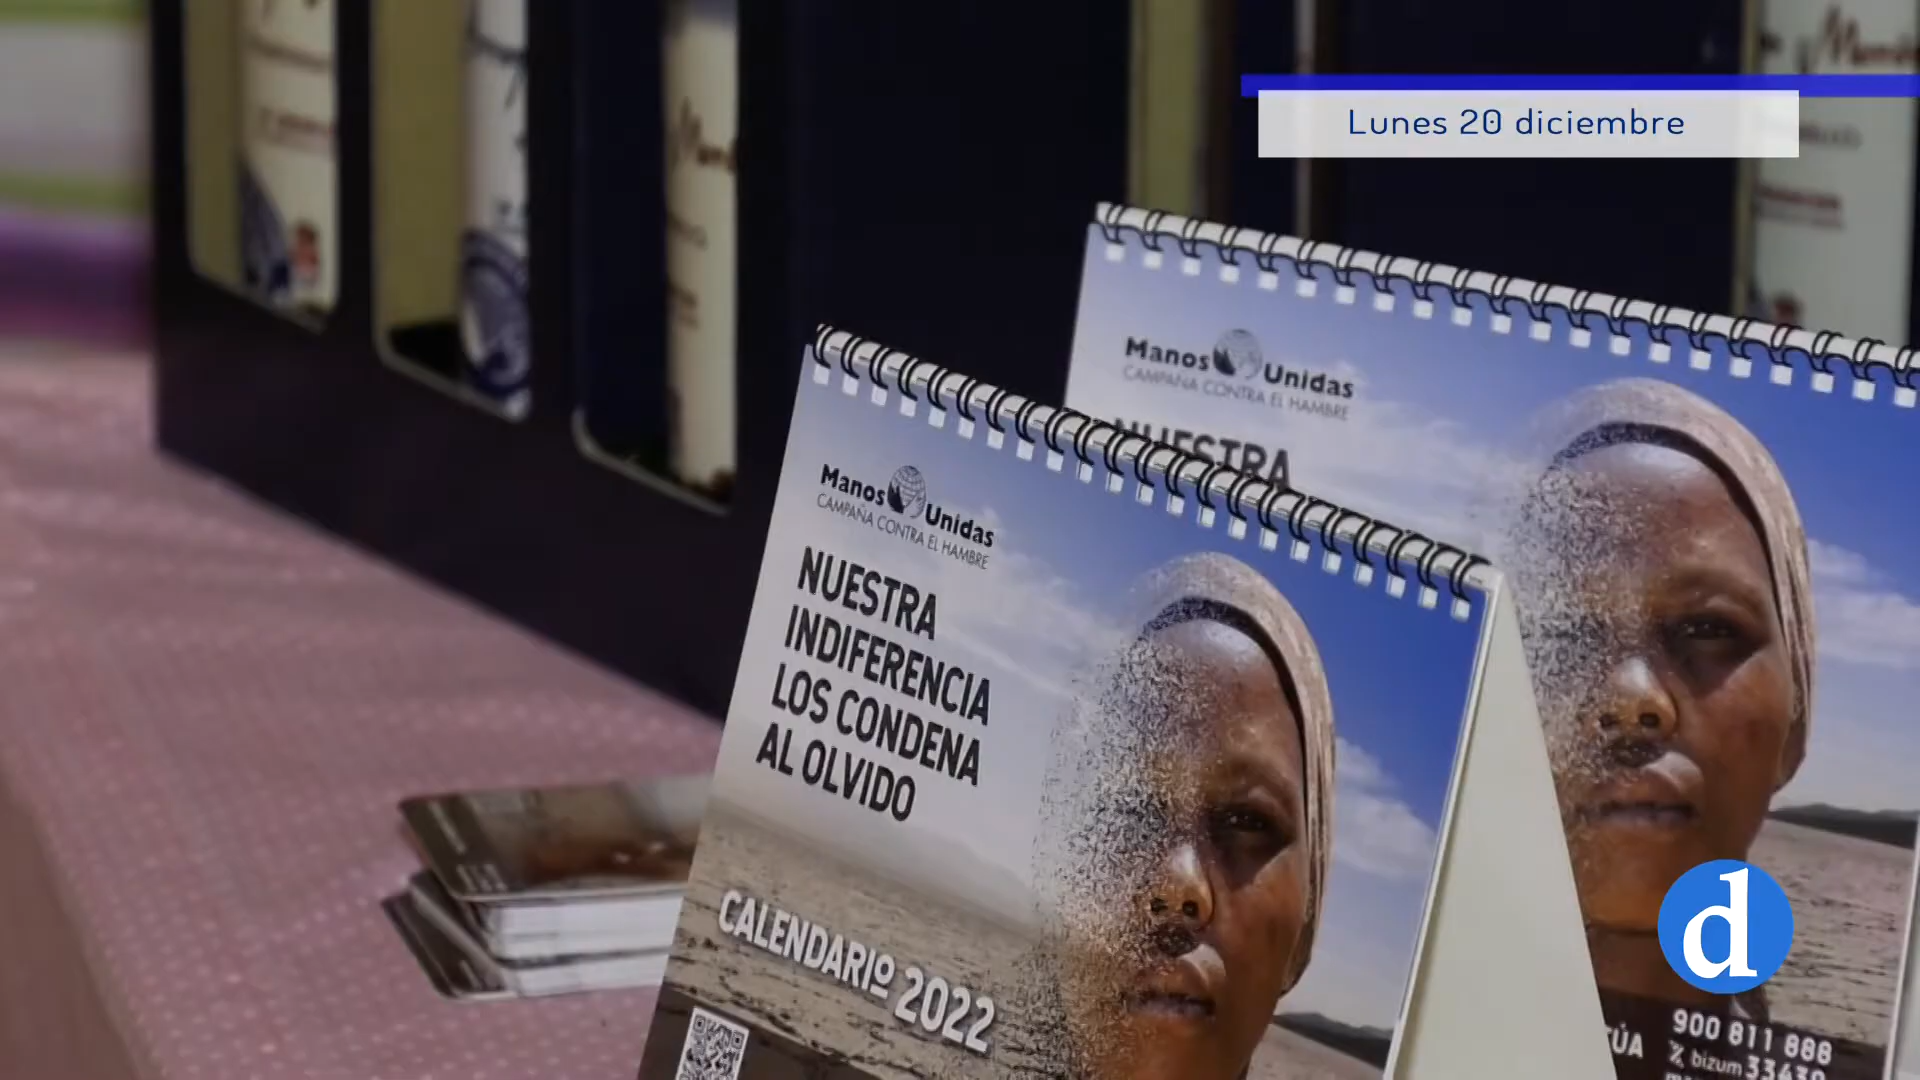 Lunes 20 diciembre
Manos Unidas
CAMPAÑA CONTRA EL HAMBRE
NUESTRA
Manos Unidas
CAMPAÑA CONTRA EL HAMBRE
NUESTRA
INDIFERENCIA
LOS CONDENA
AL OLVIDO
CALENDARIO 2022
d
900 811 888
bizum 33439